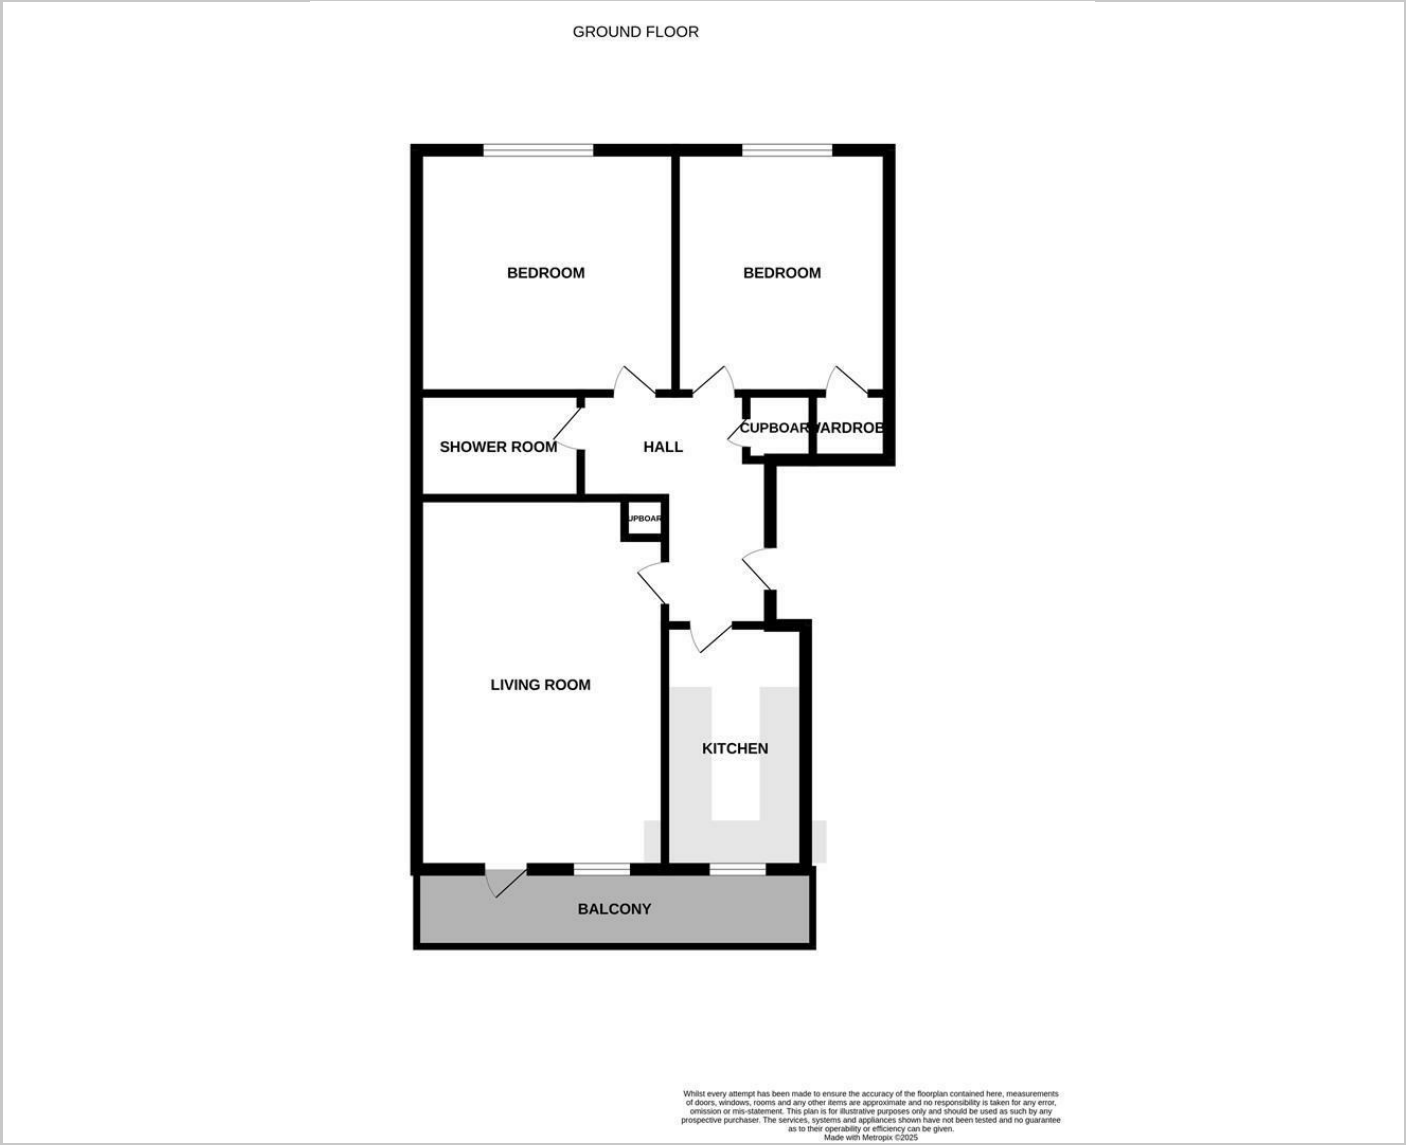 GROUND FLOOR
BEDROOM
BEDROOM
SHOWER ROOM
HALL
CUPBOAR
WARDROB
UPBOAR
LIVING ROOM
KITCHEN
BALCONY
Whilst every attempt has been made to ensure the accuracy of the floorplan contained here, measurements
of doors, windows, rooms and any other items are approximate and no responsibility is taken for any error,
omission or mis-statement. This plan is for illustrative purposes only and should be used as such by any
prospective purchaser. The services, systems and appliances shown have not been tested and no guarantee
as to their operability or efficiency can be given.
Made with Metropix ©2025